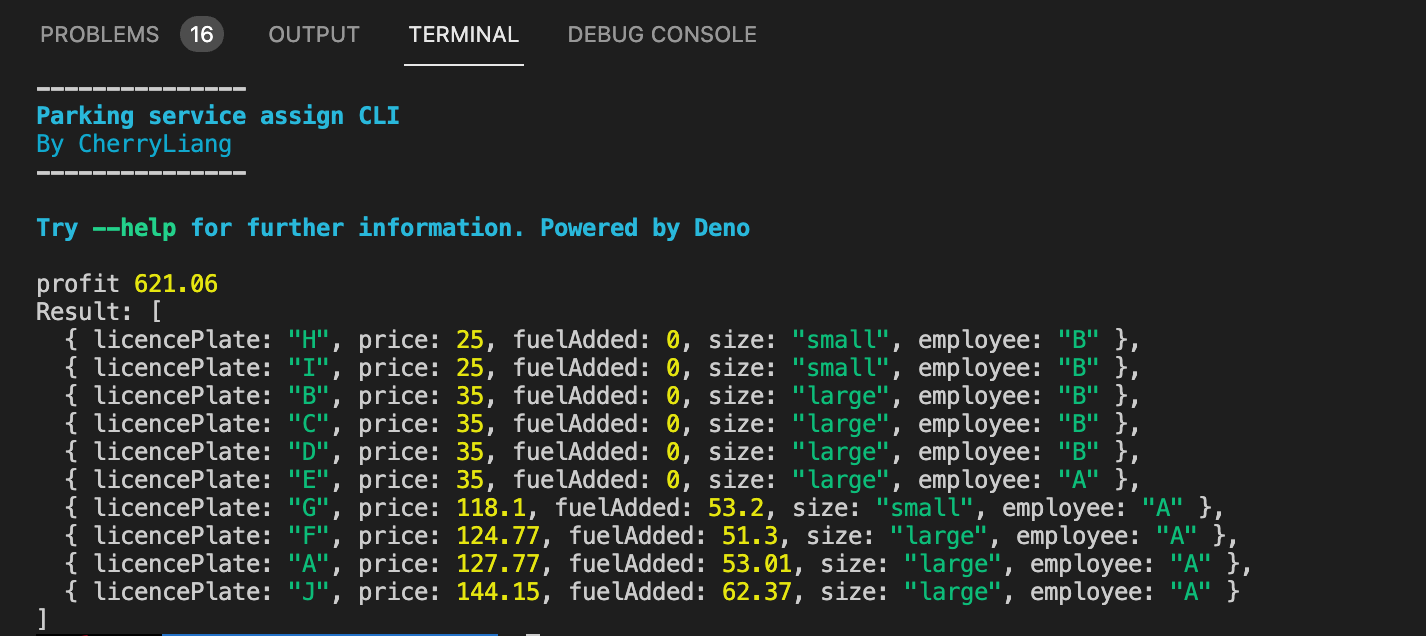 PROBLEMS 16 OUTPUT TERMINAL DEBUG CONSOLE
---------------
Parking service assign CLI
By CherryLiang
---------------
Try --help for further information. Powered by Deno
profit 621.06
Result: [
  { licencePlate: "H", price: 25, fuelAdded: 0, size: "small", employee: "B" },
  { licencePlate: "I", price: 25, fuelAdded: 0, size: "small", employee: "B" },
  { licencePlate: "B", price: 35, fuelAdded: 0, size: "large", employee: "B" },
  { licencePlate: "C", price: 35, fuelAdded: 0, size: "large", employee: "B" },
  { licencePlate: "D", price: 35, fuelAdded: 0, size: "large", employee: "B" },
  { licencePlate: "E", price: 35, fuelAdded: 0, size: "large", employee: "A" },
  { licencePlate: "G", price: 118.1, fuelAdded: 53.2, size: "small", employee: "A" },
  { licencePlate: "F", price: 124.77, fuelAdded: 51.3, size: "large", employee: "A" },
  { licencePlate: "A", price: 127.77, fuelAdded: 53.01, size: "large", employee: "A" },
  { licencePlate: "J", price: 144.15, fuelAdded: 62.37, size: "large", employee: "A" }
]